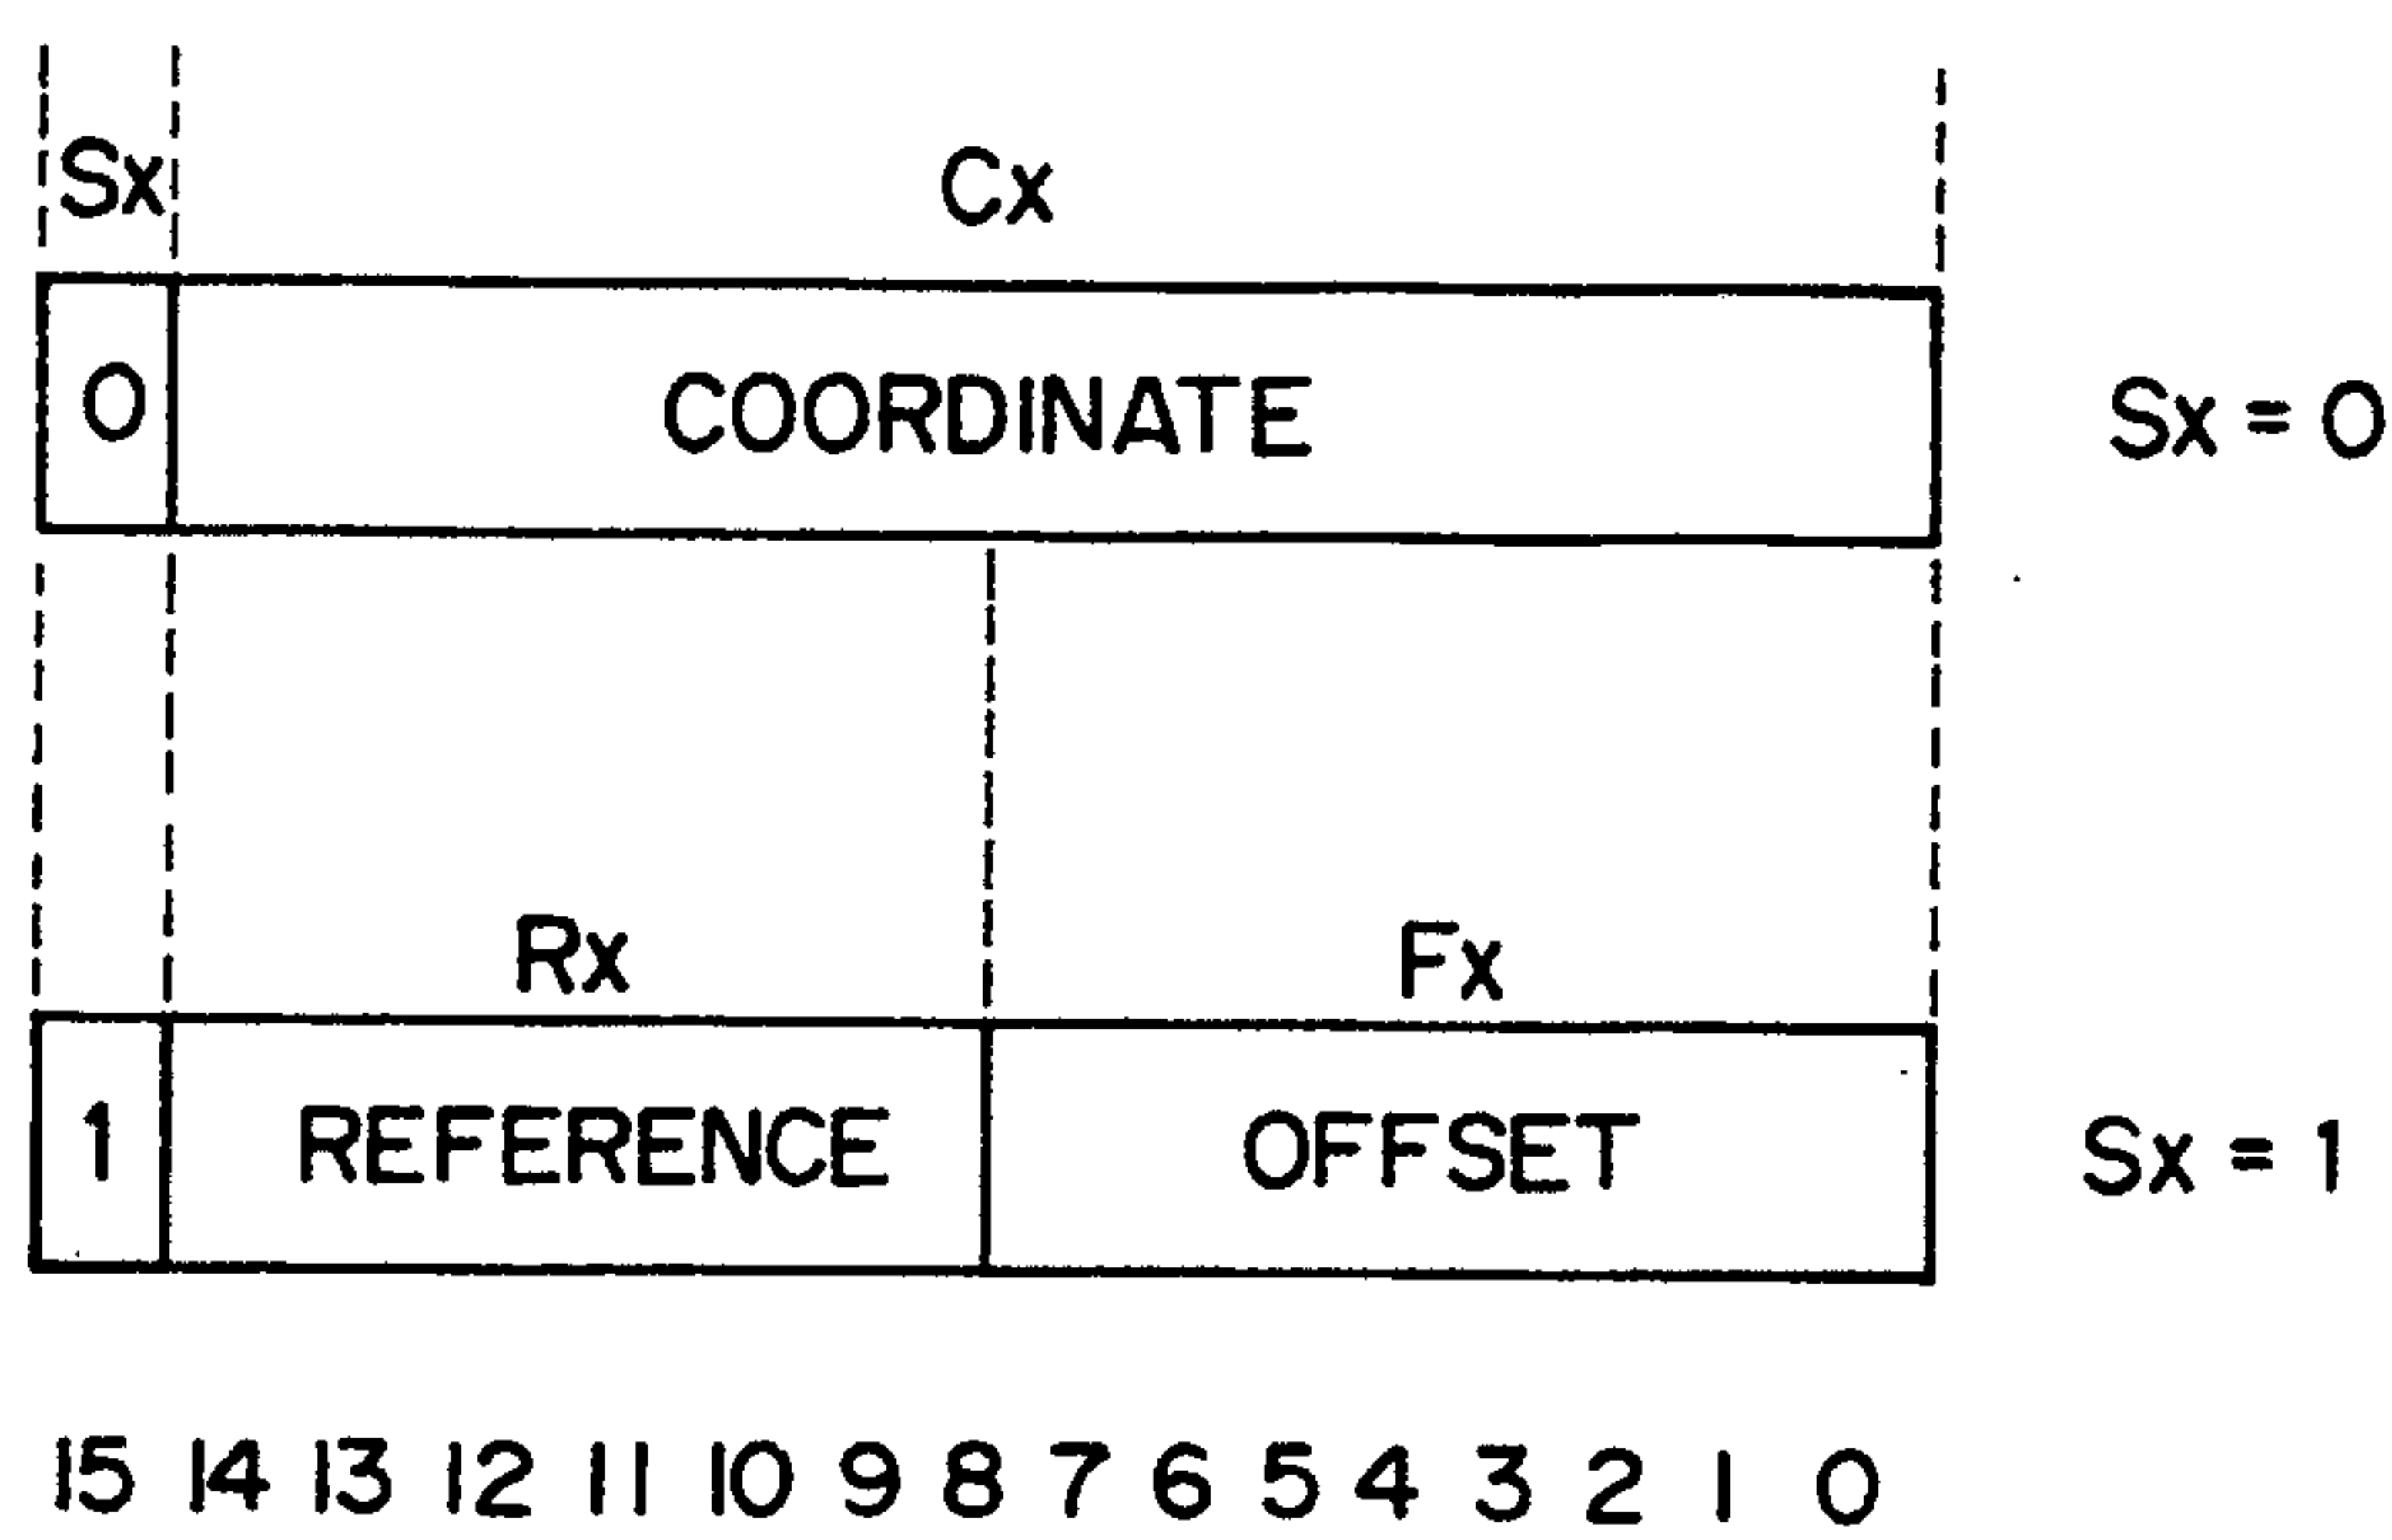 Sx Cx
0 COORDINATE Sx = 0
Rx Fx
1 REFERENCE OFFSET Sx = 1
15 14 13 12 11 10 9 8 7 6 5 4 3 2 1 0